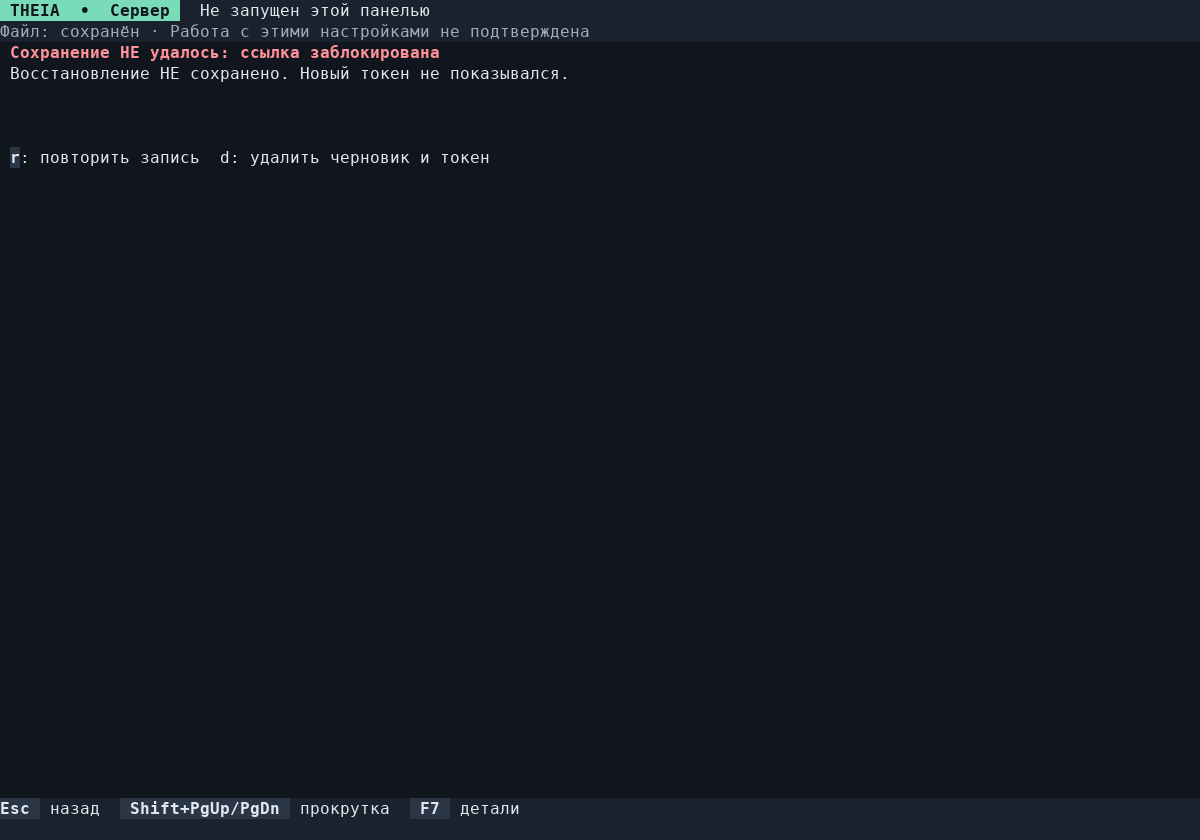 THEIA • Сервер Не запущен этой панелью
Файл: сохранён · Работа с этими настройками не подтверждена
Сохранение НЕ удалось: ссылка заблокирована
Восстановление НЕ сохранено. Новый токен не показывался.
r: повторить запись d: удалить черновик и токен
Esc назад Shift+PgUp/PgDn прокрутка F7 детали